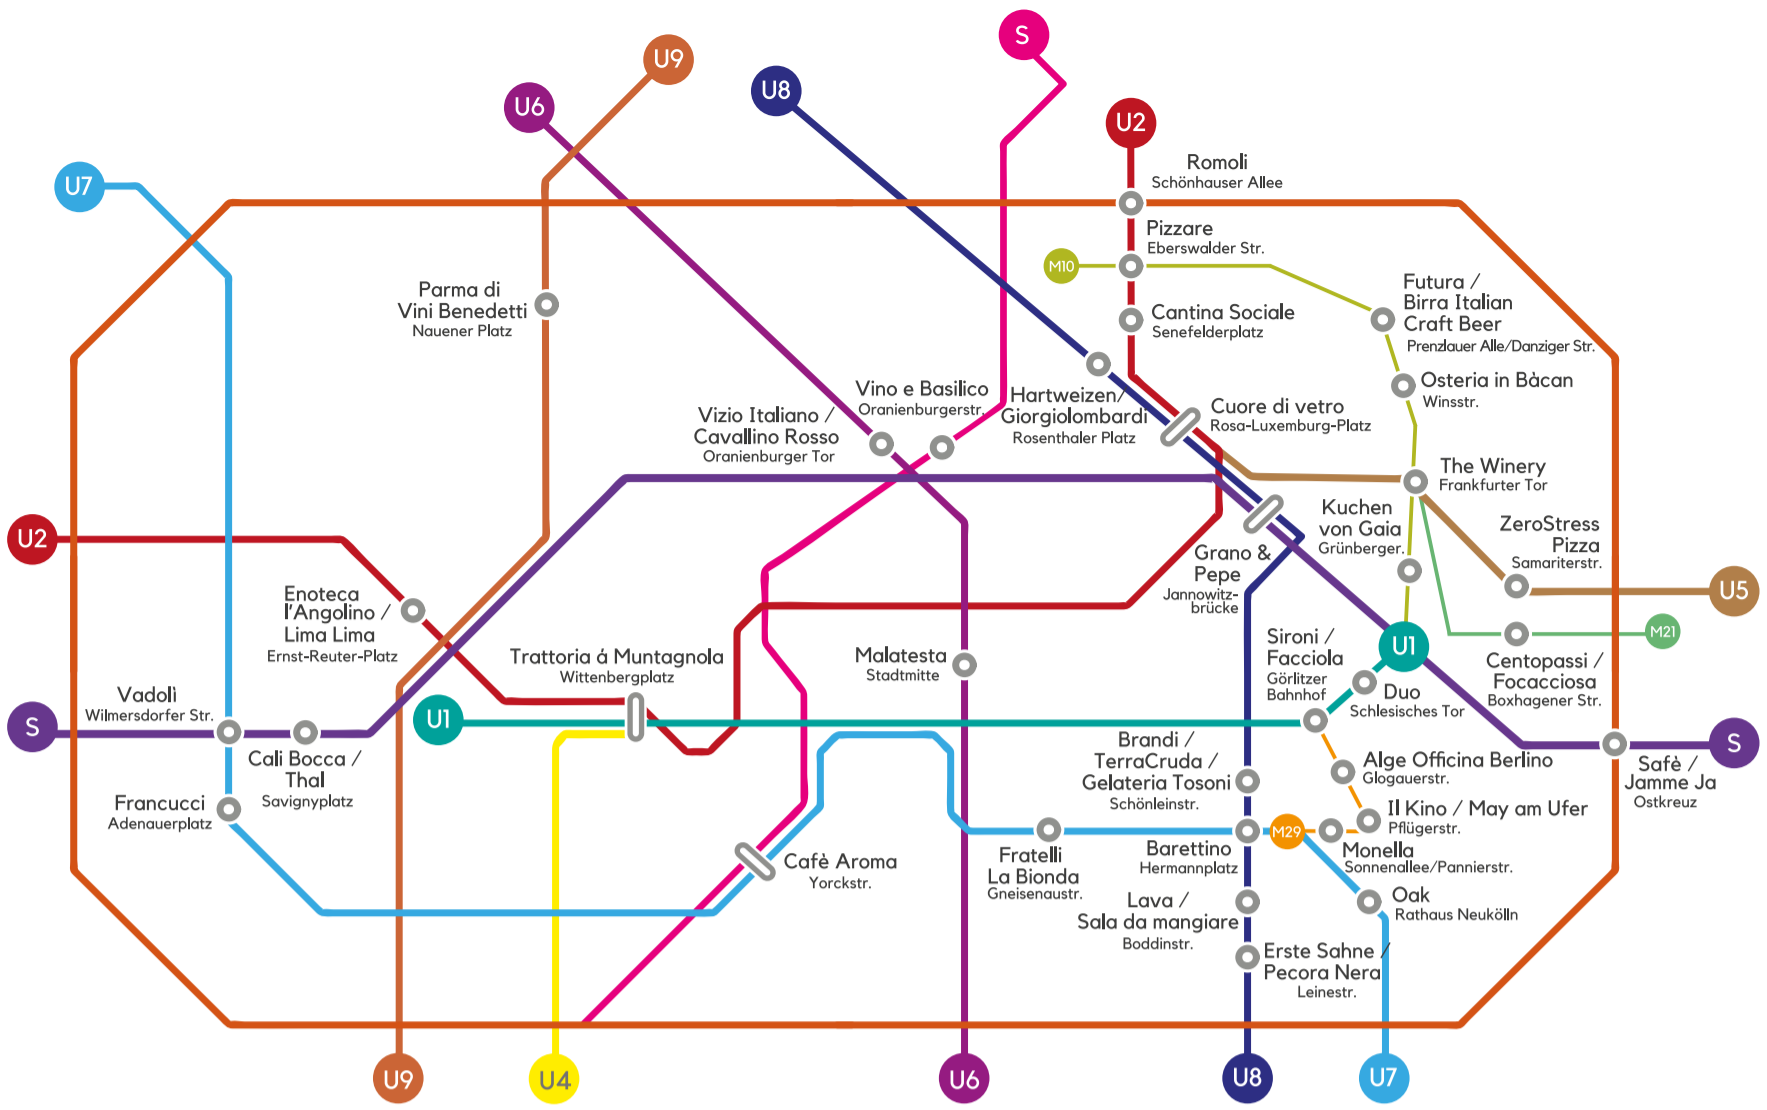 S
U9
U8
U6
U2
Romoli
Schönhauser Allee
U7
Pizzare
Eberswalder Str.
M10
Parma di
Vini Benedetti
Nauener Platz
Cantina Sociale
Senefelderplatz
Futura /
Birra Italian
Craft Beer
Prenzlauer Alle/Danziger Str.
Osteria in Bàcan
Winsstr.
Vino e Basilico
Oranienburgerstr.
Hartweizen/
Giorgiolombardi
Rosenthaler Platz
Cuore di vetro
Rosa-Luxemburg-Platz
Vizio Italiano /
Cavallino Rosso
Oranienburger Tor
The Winery
Frankfurter Tor
Kuchen
von Gaia
Grünberger.
ZeroStress
Pizza
Samariterstr.
U2
Grano &
Pepe
Jannowitz-
brücke
U5
Enoteca
l'Angolino /
Lima Lima
Ernst-Reuter-Platz
Trattoria á Muntagnola
Wittenbergplatz
Malatesta
Stadtmitte
Sironi /
Facciola
Görlitzer
Bahnhof
U1
M21
Centopassi /
Focacciosa
Boxhagener Str.
Duo
Schlesisches Tor
Vadolì
Wilmersdorfer Str.
S
U1
S
Cali Bocca /
Thal
Savignyplatz
Brandi /
TerraCruda /
Gelateria Tosoni
Schönleinstr.
Alge Officina Berlino
Glogauerstr.
Safè /
Jamme Ja
Ostkreuz
Francucci
Adenauerplatz
Il Kino / May am Ufer
Pflügerstr.
M29
Monella
Sonnenallee/Pannierstr.
Cafè Aroma
Yorckstr.
Fratelli
La Bionda
Gneisenaustr.
Barettino
Hermannplatz
Lava /
Sala da mangiare
Boddinstr.
Oak
Rathaus Neukölln
Erste Sahne /
Pecora Nera
Leinestr.
U9
U4
U6
U8
U7